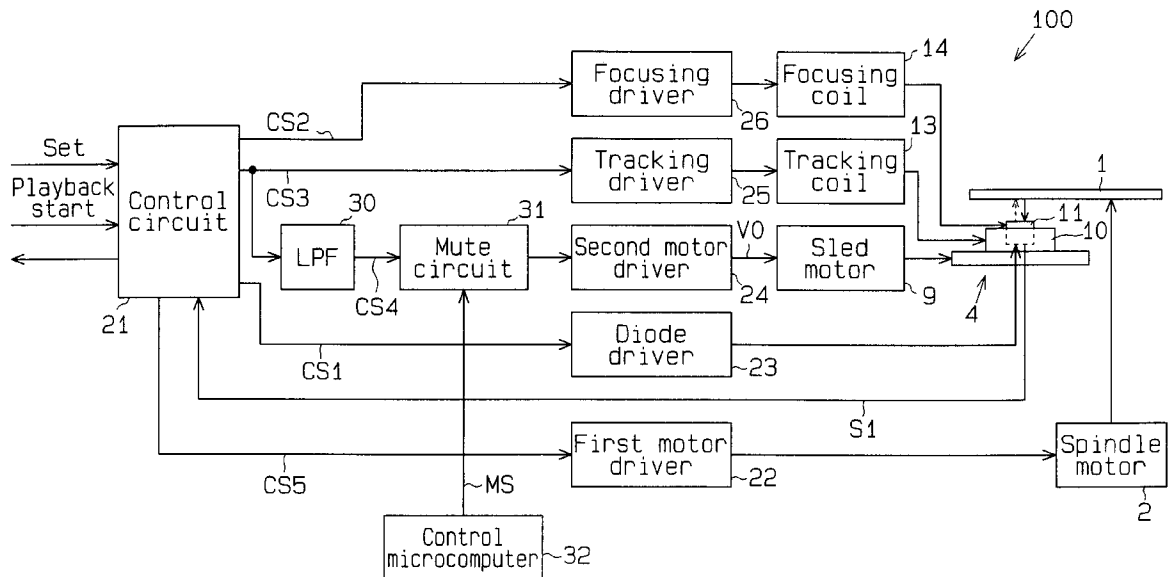 100
14
Focusing
driver
26
Focusing
coil
CS2
13
Set
Playback
start
Control
circuit
21
CS3
Tracking
driver
25
Tracking
coil
1
11
10
30
LPF
CS4
31
Mute
circuit
Second motor
driver
24
VO
Sled
motor
9
4
CS1
Diode
driver
23
S1
CS5
First motor
driver
22
Spindle
motor
2
MS
Control
microcomputer
32